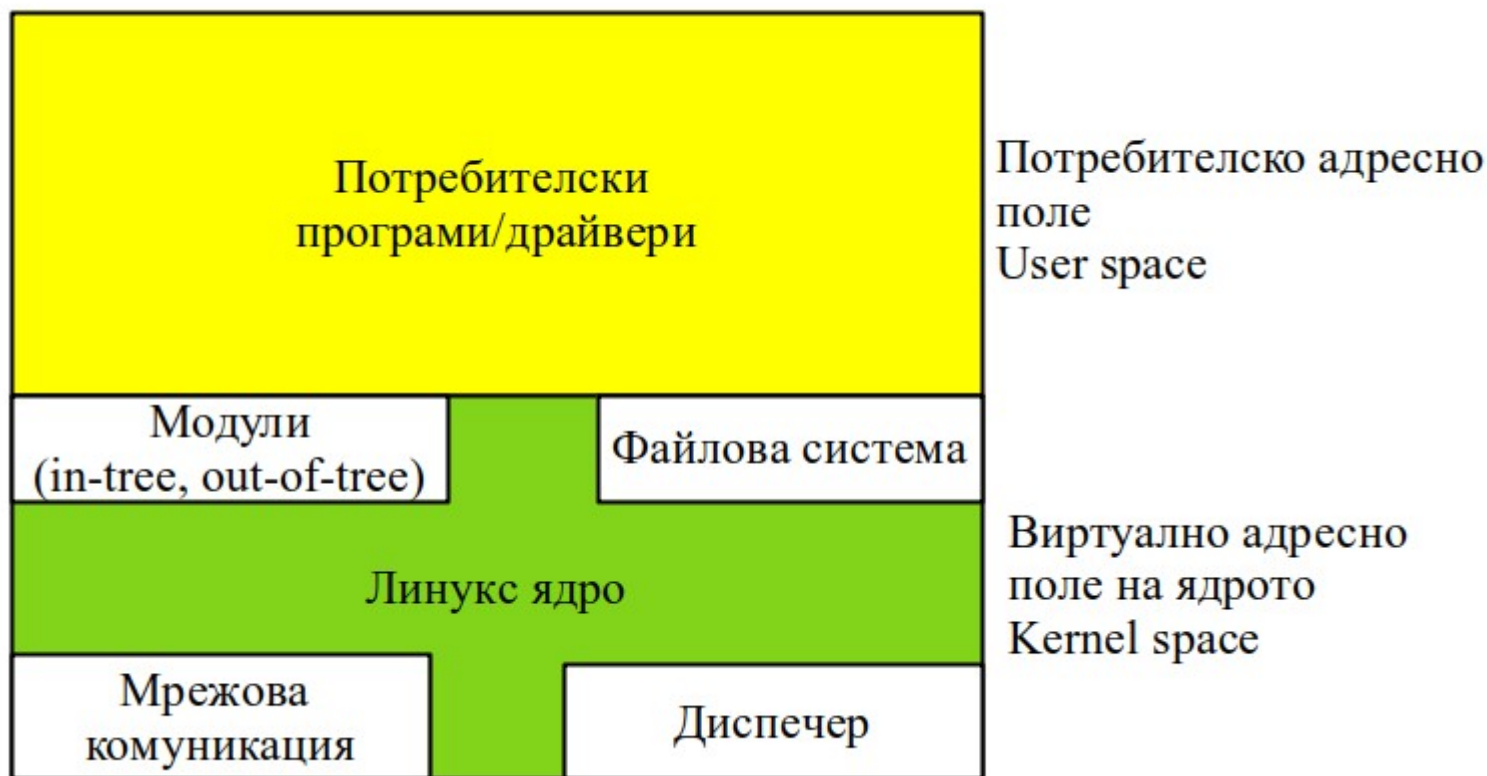 Потребителски
програми/драйвери
Потребителско адресно
поле
User space
Модули
(in-tree, out-of-tree)
Файлова система
Линукс ядро
Виртуално адресно
поле на ядрото
Kernel space
Мрежова
комуникация
Диспечер